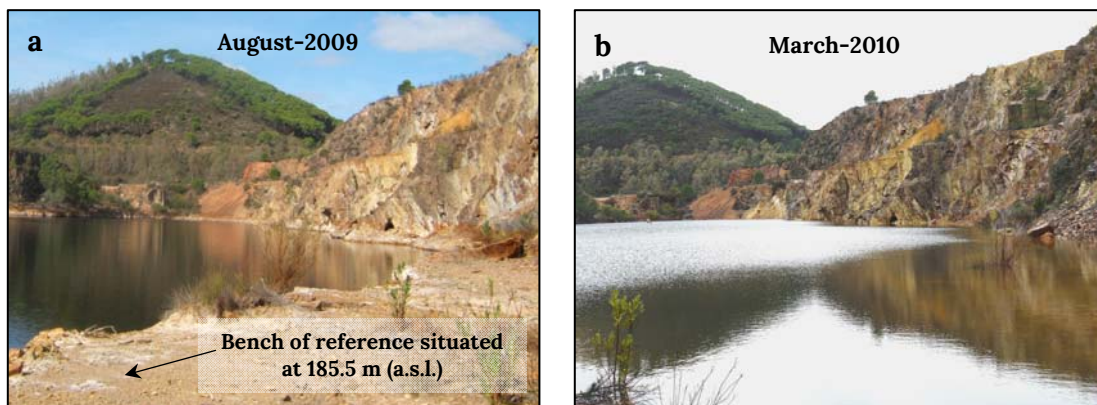 a
August-2009
Bench of reference situated
at 185.5 m (a.s.l.)
b
March-2010